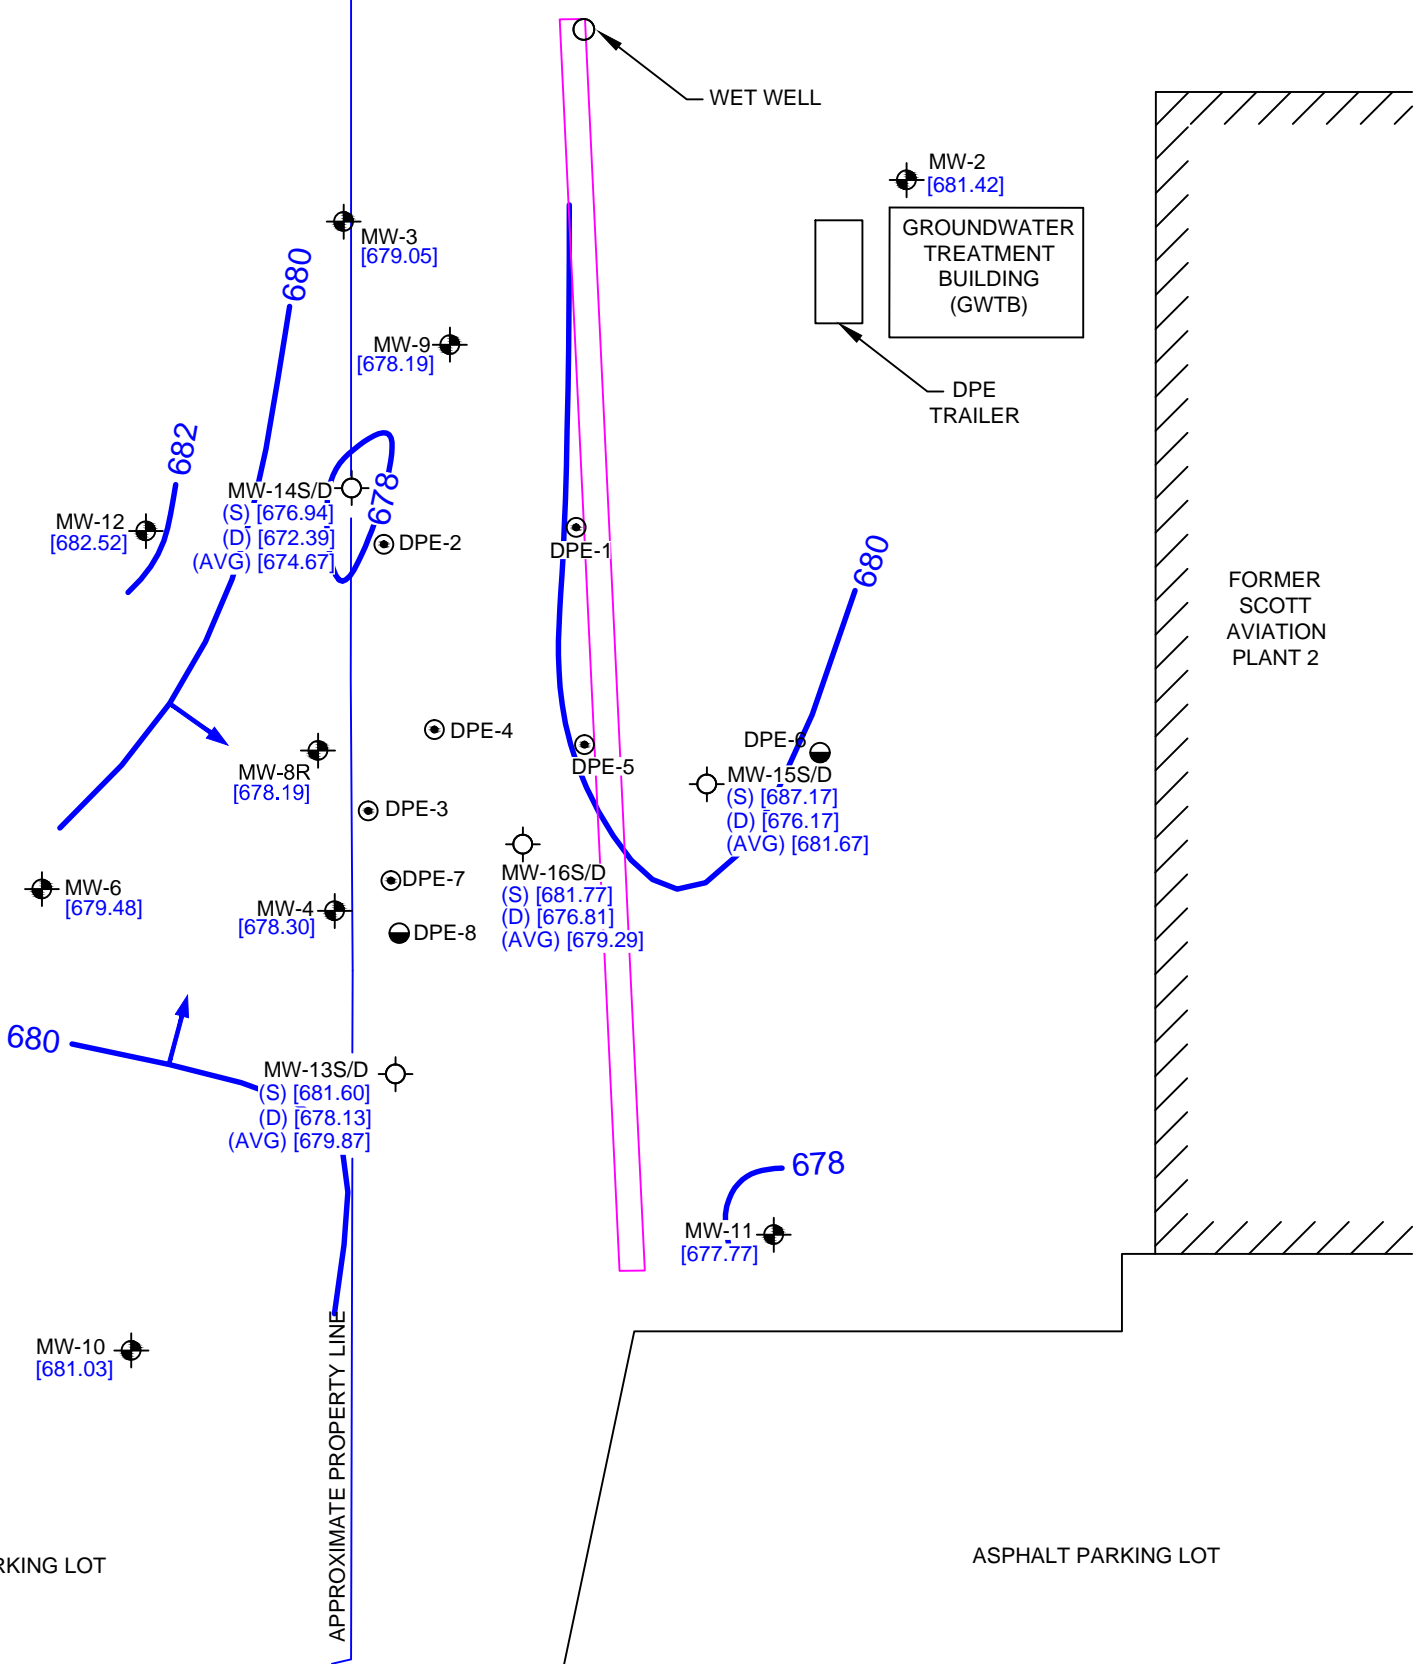 WET WELL
MW-2
[681.42]
GROUNDWATER
TREATMENT
BUILDING
(GWTB)
MW-3
[679.05]
680
MW-9
[678.19]
DPE
TRAILER
682
MW-14S/D
(S) [676.94]
(D) [672.39]
(AVG) [674.67]
678
MW-12
[682.52]
DPE-2
DPE-1
680
FORMER
SCOTT
AVIATION
PLANT 2
DPE-4
DPE-6
MW-8R
[678.19]
DPE-5
MW-15S/D
(S) [687.17]
(D) [676.17]
(AVG) [681.67]
DPE-3
MW-16S/D
(S) [681.77]
(D) [676.81]
(AVG) [679.29]
DPE-7
MW-6
[679.48]
MW-4
[678.30]
DPE-8
680
MW-13S/D
(S) [681.60]
(D) [678.13]
(AVG) [679.87]
678
MW-11
[677.77]
MW-10
[681.03]
APPROXIMATE PROPERTY LINE
RKING LOT
ASPHALT PARKING LOT